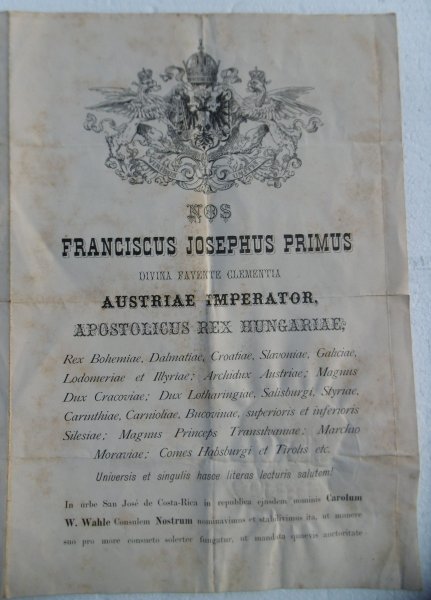 NOS
FRANCISCUS JOSEPHUS PRIMUS
DIVINA FAVENTE CLEMENTIA
AUSTRIAE IMPERATOR,
APOSTOLICUS REX HUNGARIAE;
Rex Bohemiae, Dalmatiae, Croatiae, Slavoniae, Galiciae,
Lodomeriae et Illyriae; Archidux Austriae; Magnus
Dux Cracoviae; Dux Lotharingiae, Salisburgi, Styriae,
Carinthiae, Carnioliae, Bucovinae, superioris et inferioris
Silesiae; Magnus Princeps Transilvaniae; Marchio
Moraviae; Comes Habsburgi et Tirolis etc.
Universis et singulis hasce literas lecturis salutem!
In urbe San José de Costa-Rica in republica ejusdem nominis Carolum
W. Wahle Consulem Nostrum nominavimus et stabilivimus ita, ut munere
suo pro more consueto solerter fungatur, ut mandata quaevis auctoritate